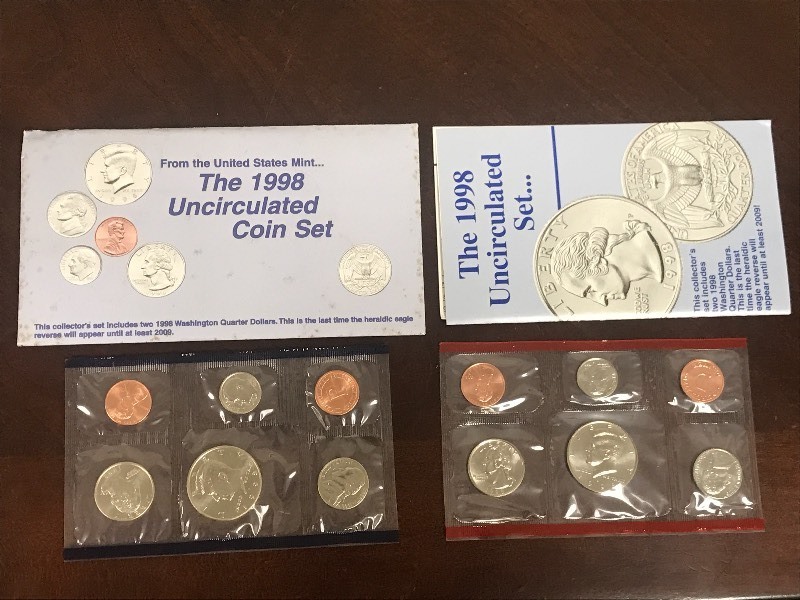 From the United States Mint...
The 1998
Uncirculated
Coin Set
This collector's set includes two 1998 Washington Quarter Dollars. This is the last time the heraldic eagle
reverse will appear until at least 2009.
The 1998
Uncirculated
Set...
LIBERTY
1998
This collector's
set includes
two 1998
Washington
Quarter Dollars.
This is the last
time the heraldic
eagle reverse will
appear until at least 2009!